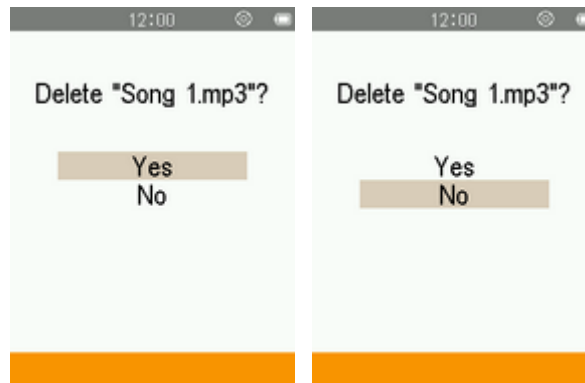 12:00
Delete "Song 1.mp3"?
Yes
No
12:00
Delete "Song 1.mp3"?
Yes
No